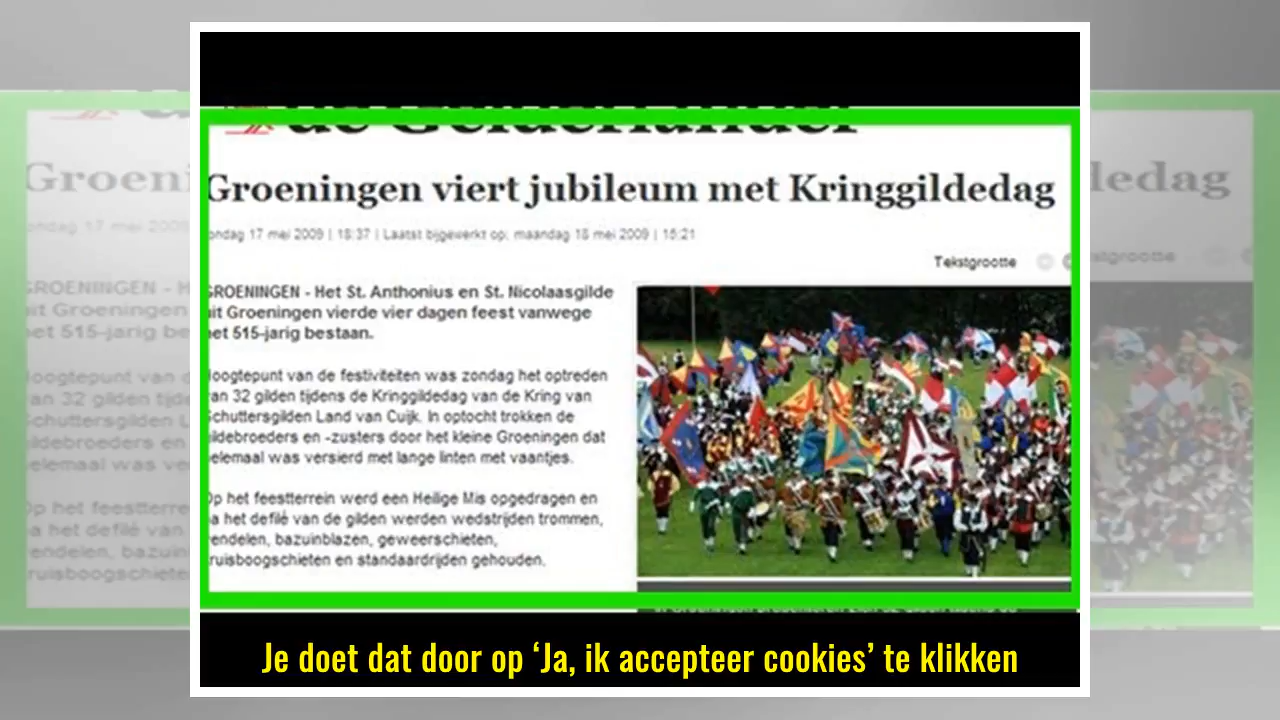 de Gelderlander
Groeningen viert jubileum met Kringgildedag
ondag 17 mei 2009 | 18:37 | Laatst bijgewerkt op: maandag 18 mei 2009 | 15:21
Tekstgrootte
GROENINGEN - Het St. Anthonius en St. Nicolaasgilde
uit Groeningen vierde vier dagen feest vanwege
het 515-jarig bestaan.
Hoogtepunt van de festiviteiten was zondag het optreden
van 32 gilden tijdens de Kringgildedag van de Kring van
Schuttersgilden Land van Cuijk. In optocht trokken de
gildebroeders en -zusters door het kleine Groeningen dat
helemaal was versierd met lange linten met vaantjes.
Op het feestterrein werd een Heilige Mis opgedragen en
na het defilé van de gilden werden wedstrijden trommen,
vendelen, bazuinblazen, geweerschieten,
kruisboogschieten en standaardrijden gehouden.
Je doet dat door op ‘Ja, ik accepteer cookies’ te klikken